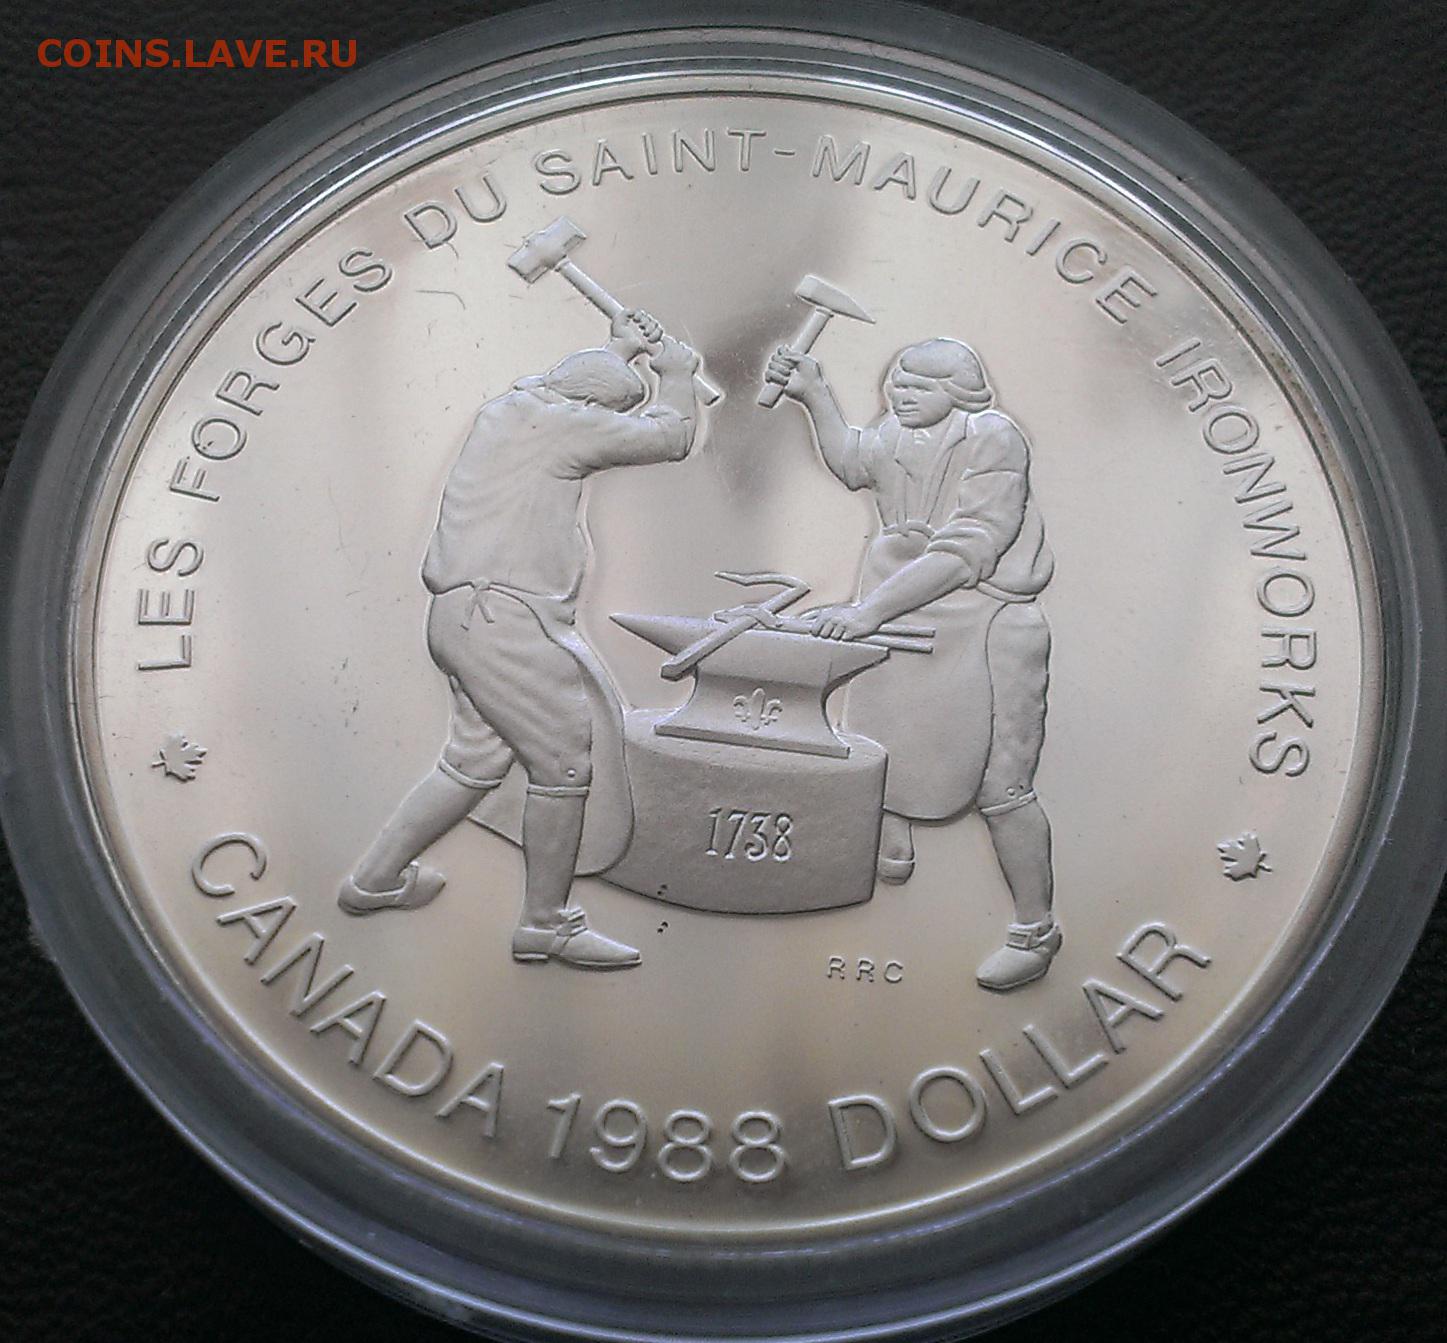 COINS.LAVE.RU
LES FORGES DU SAINT-MAURICE IRONWORKS
1738
RRC
CANADA 1988 DOLLAR